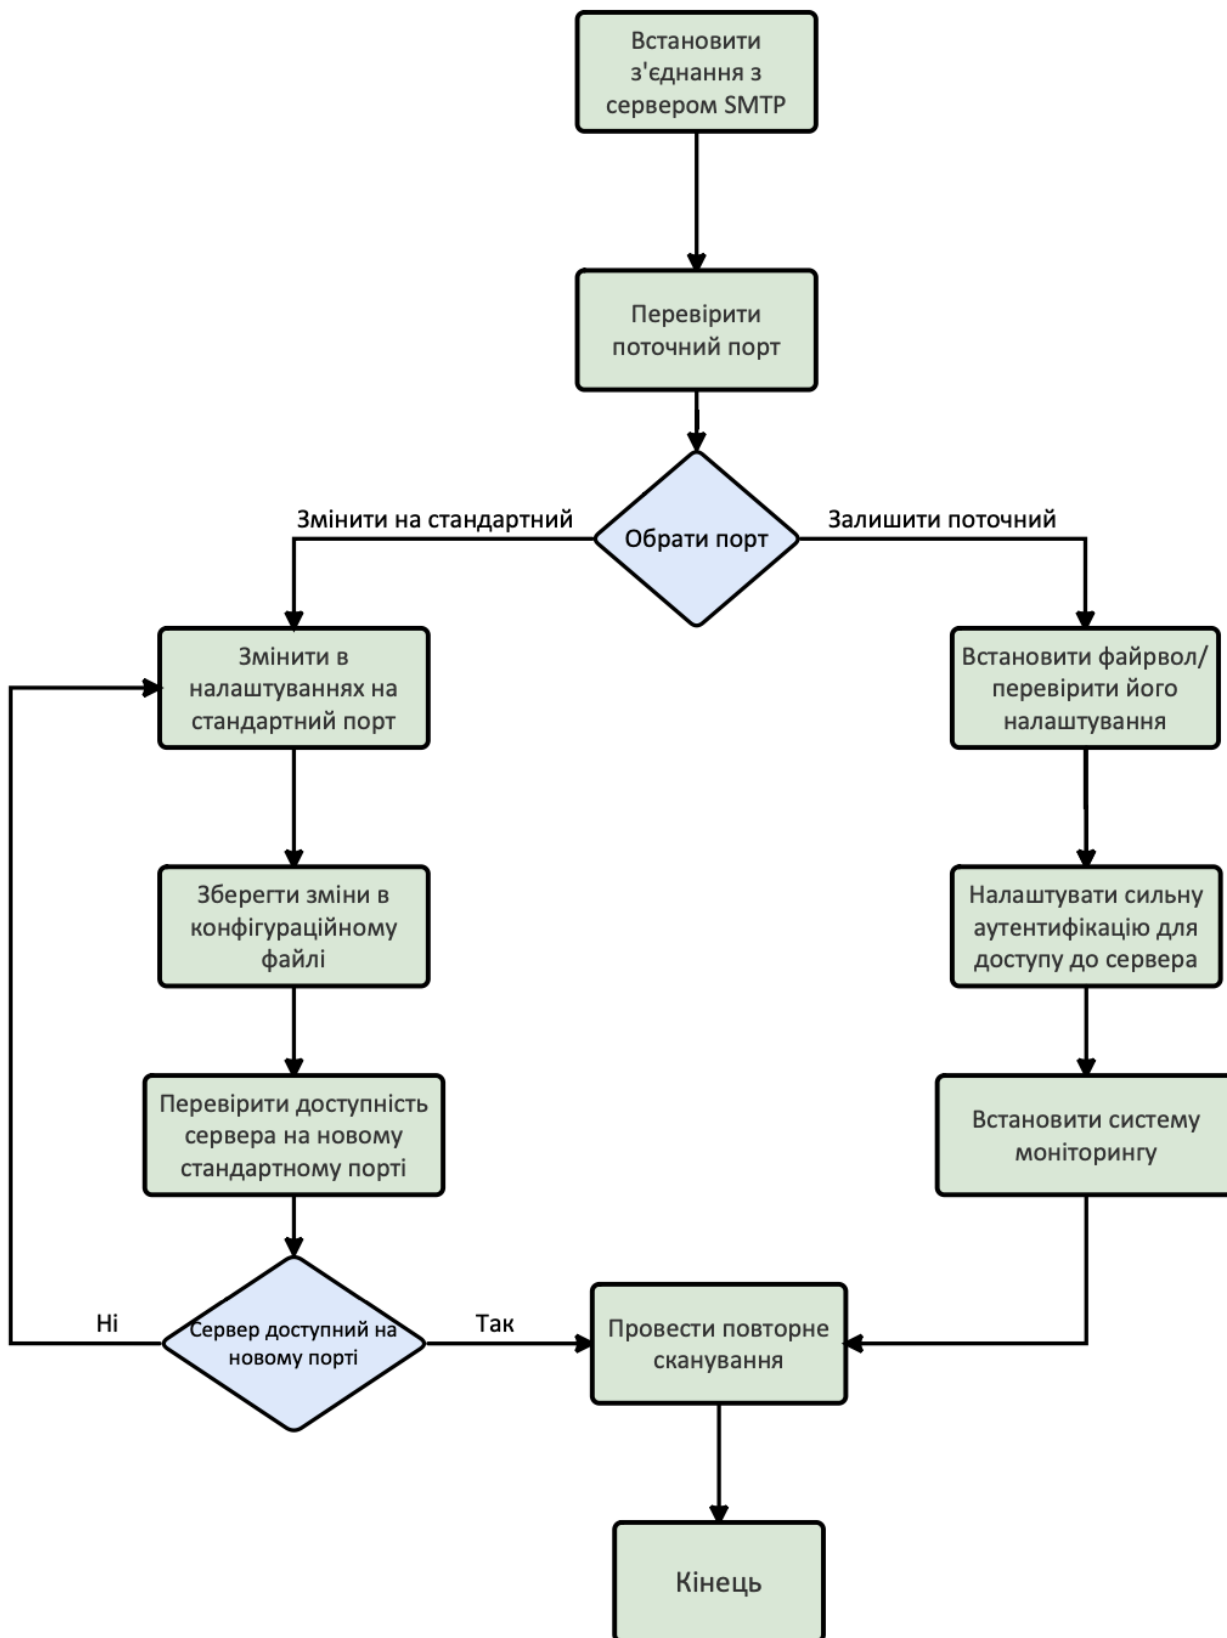 Встановити
з'єднання з
сервером SMTP
Перевірити
поточний порт
Змінити на стандартний
Обрати порт
Залишити поточний
Змінити в
налаштуваннях на
стандартний порт
Встановити файрвол/
перевірити його
налаштування
Зберегти зміни в
конфігураційному
файлі
Налаштувати сильну
аутентифікацію для
доступу до сервера
Перевірити доступність
сервера на новому
стандартному порті
Встановити систему
моніторингу
Ні
Сервер доступний на
новому порті
Так
Провести повторне
сканування
Кінець